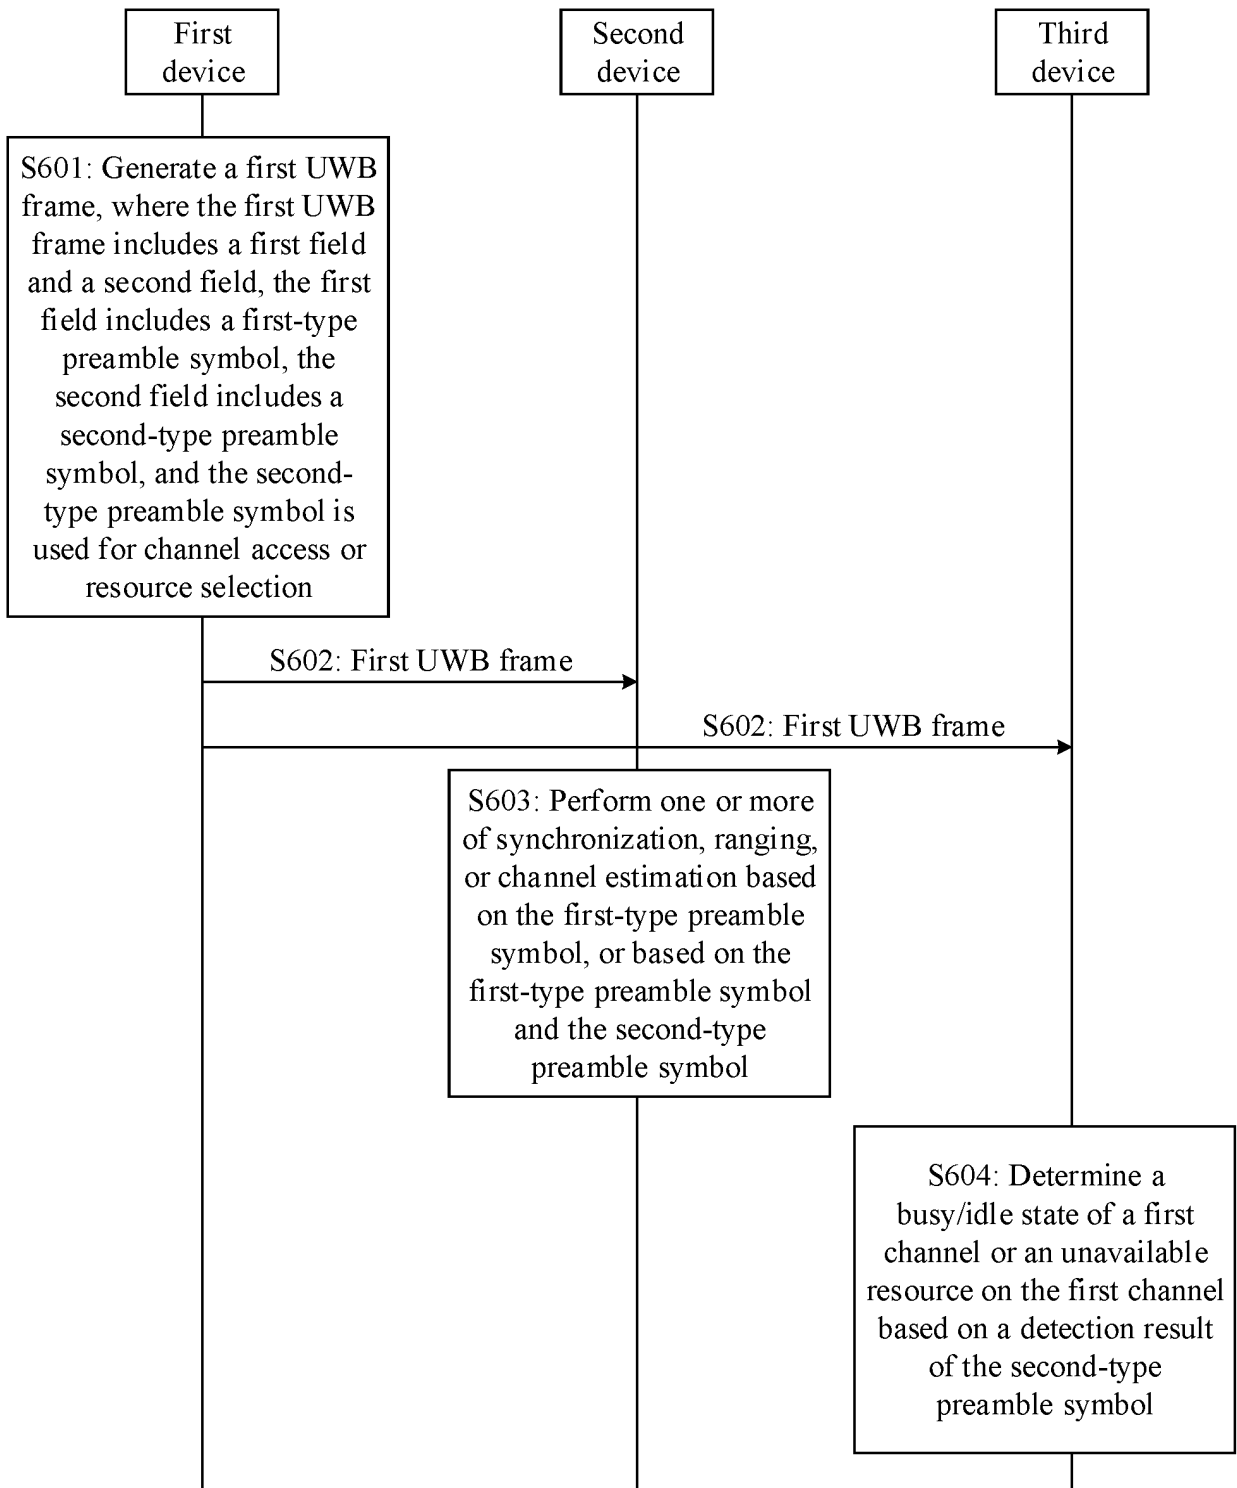 First
device
Second
device
Third
device
S601: Generate a first UWB
frame, where the first UWB
frame includes a first field
and a second field, the first
field includes a first-type
preamble symbol, the
second field includes a
second-type preamble
symbol, and the second-
type preamble symbol is
used for channel access or
resource selection
S602: First UWB frame
S602: First UWB frame
S603: Perform one or more
of synchronization, ranging,
or channel estimation based
on the first-type preamble
symbol, or based on the
first-type preamble symbol
and the second-type
preamble symbol
S604: Determine a
busy/idle state of a first
channel or an unavailable
resource on the first channel
based on a detection result
of the second-type
preamble symbol